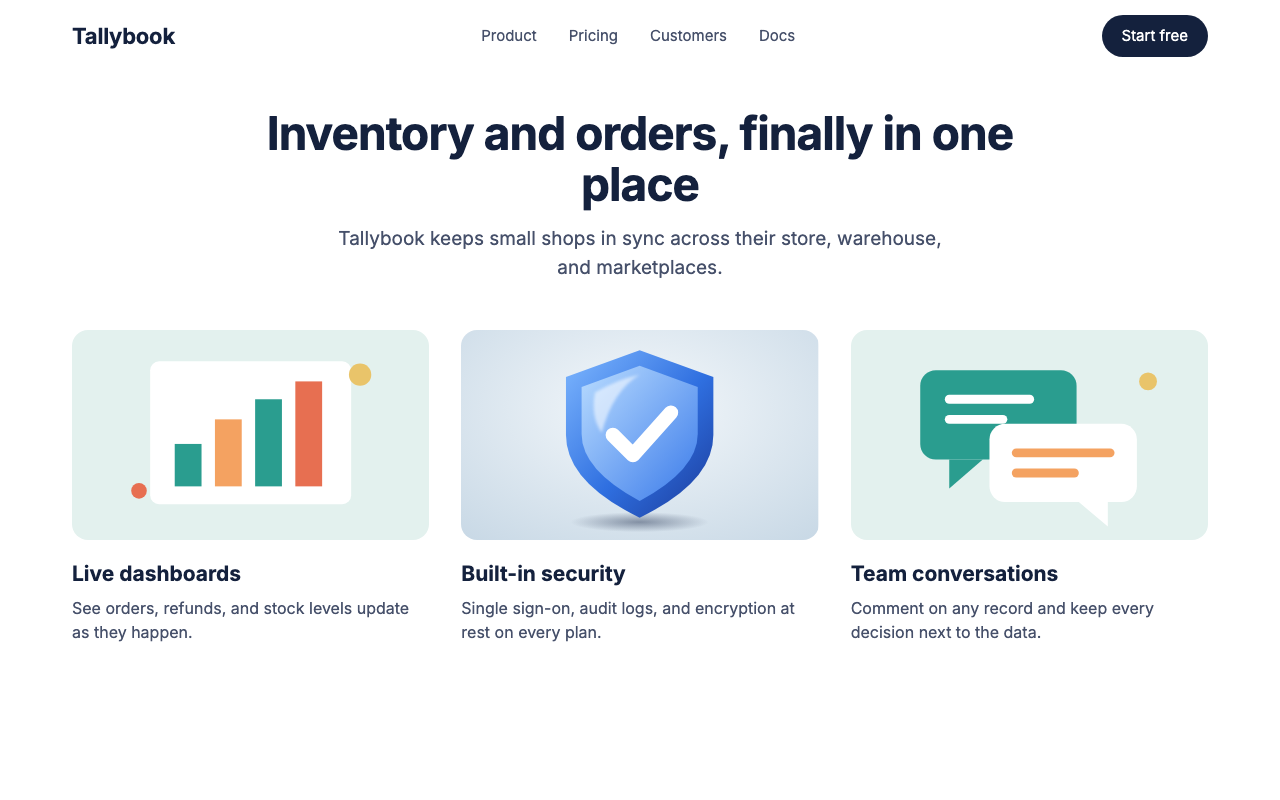 Tallybook
Product
Pricing
Customers
Docs
Start free
Inventory and orders, finally in one
place
Tallybook keeps small shops in sync across their store, warehouse,
and marketplaces.
Live dashboards
See orders, refunds, and stock levels update
as they happen.
Built-in security
Single sign-on, audit logs, and encryption at
rest on every plan.
Team conversations
Comment on any record and keep every
decision next to the data.